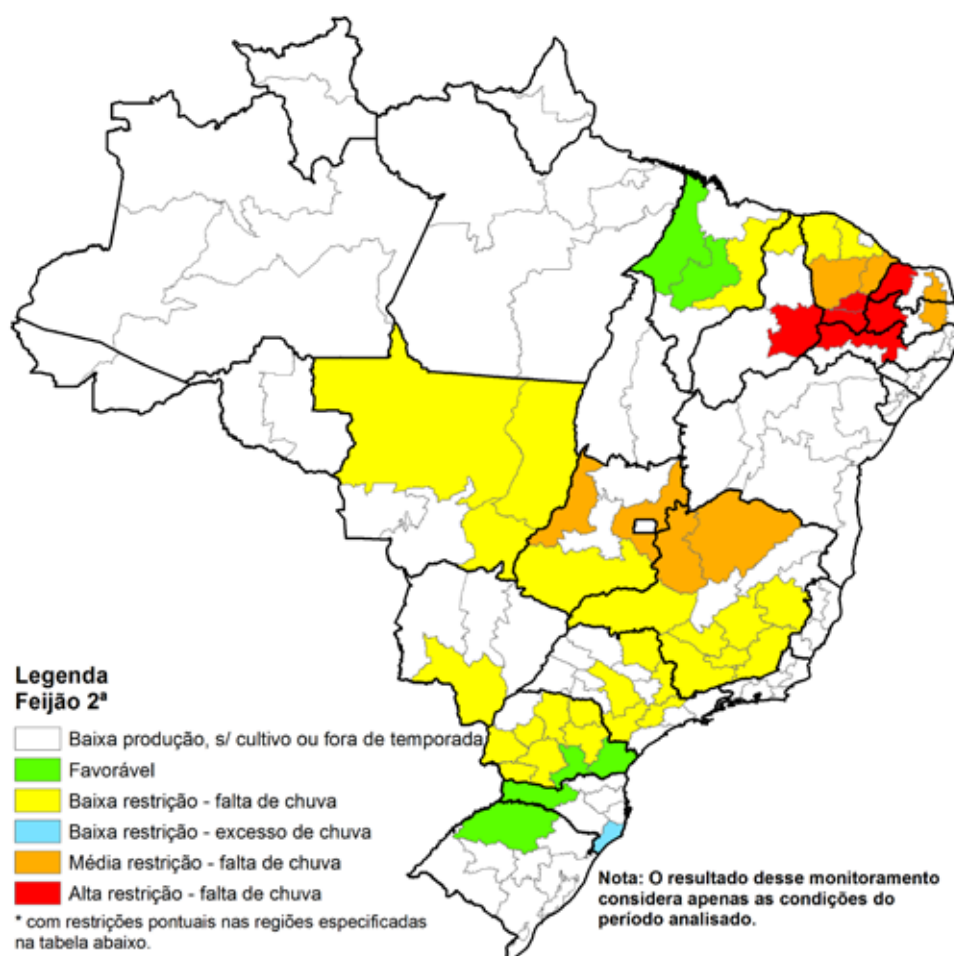 Legenda
Feijão 2ª
Baixa produção, s/ cultivo ou fora de temporada
Favorável
Baixa restrição - falta de chuva
Baixa restrição - excesso de chuva
Média restrição - falta de chuva
Alta restrição - falta de chuva
* com restrições pontuais nas regiões especificadas
na tabela abaixo.
Nota: O resultado desse monitoramento
considera apenas as condições do
período analisado.